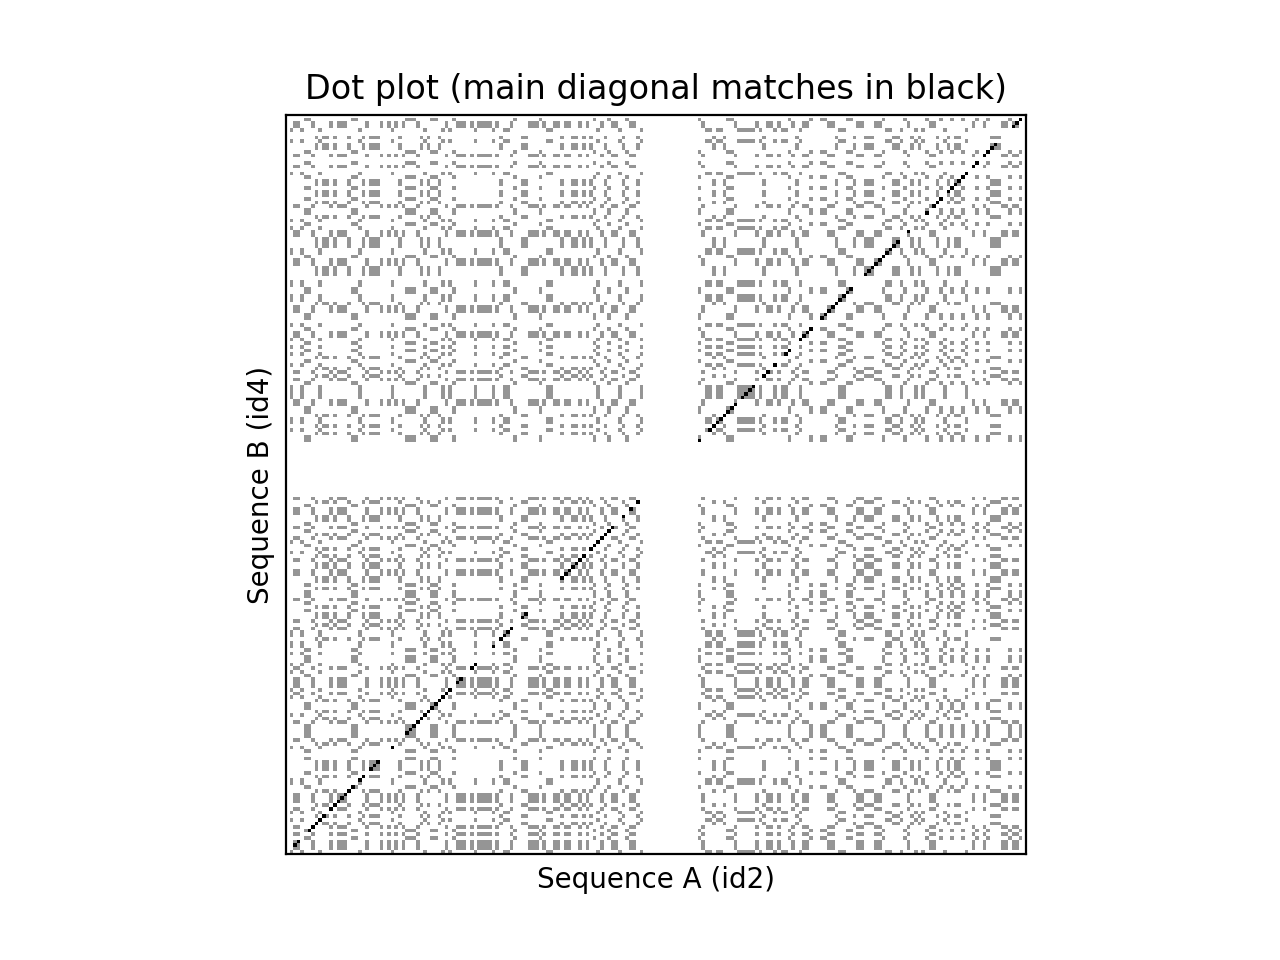 Dot plot (main diagonal matches in black)
Sequence B (id4)
Sequence A (id2)